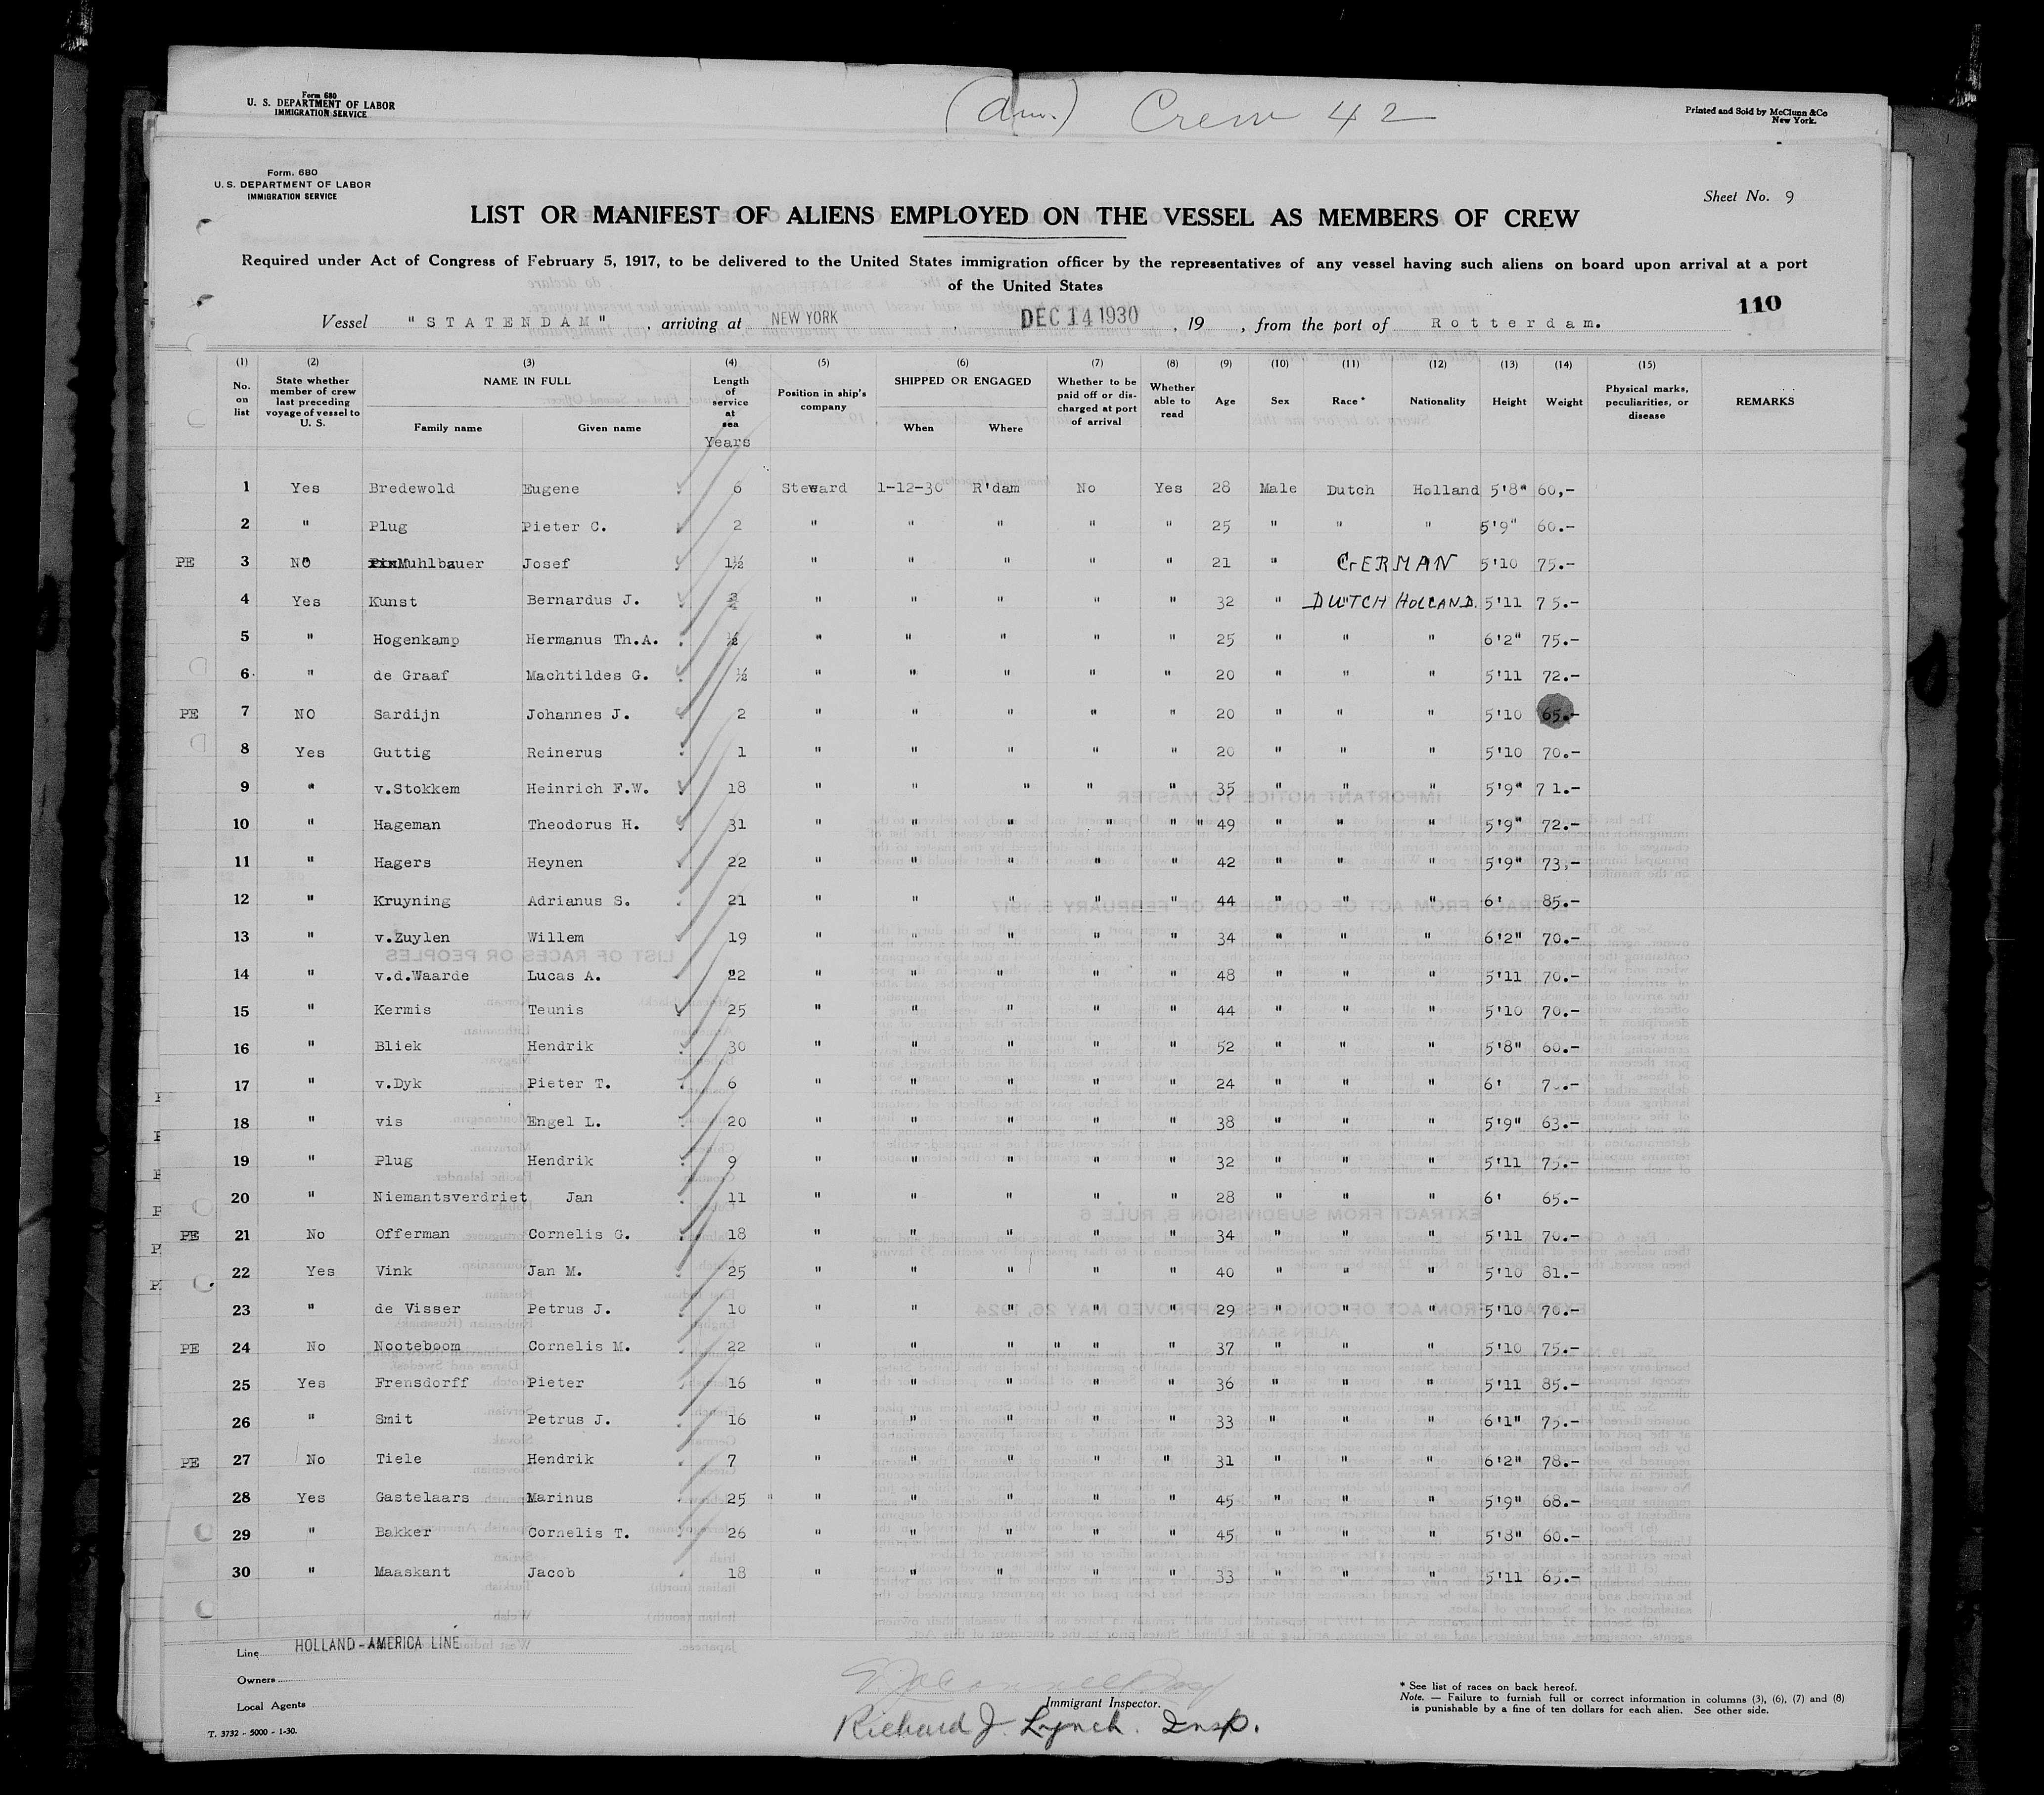 Form 680
U. S. DEPARTMENT OF LABOR
IMMIGRATION SERVICE
(Am.) Crew 42
Printed and Sold by McClunn & Co
New York.
Form. 680
U. S. DEPARTMENT OF LABOR
IMMIGRATION SERVICE
Sheet No. 9
LIST OR MANIFEST OF ALIENS EMPLOYED ON THE VESSEL AS MEMBERS OF CREW
Required under Act of Congress of February 5, 1917, to be delivered to the United States immigration officer by the representatives of any vessel having such aliens on board upon arrival at a port
of the United States
110
Vessel "STATENDAM", arriving at NEW YORK, DEC 14 1930, 19 , from the port of Rotterdam.
(1) (2) (3) (4) (5) (6) (7) (8) (9) (10) (11) (12) (13) (14) (15)
No. on list State whether member of crew last preceding voyage of vessel to U. S. NAME IN FULL Family name Given name Length of service at sea Years Position in ship's company SHIPPED OR ENGAGED When Where Whether to be paid off or discharged at port of arrival Whether able to read Age Sex Race * Nationality Height Weight Physical marks, peculiarities, or disease REMARKS
1 Yes Bredewold Eugene 6 Steward 1-12-30 R'dam No Yes 28 Male Dutch Holland 5'8" 60,-
2 " Plug Pieter C. 2 " " " " " 25 " " " 5'9" 60.-
PE 3 No Muhlbauer Josef 1½ " " " " " 21 " GERMAN 5'10 75.-
4 Yes Kunst Bernardus J. " " " " " 32 " DUTCH HOLLAND. 5'11 75.-
5 " Hogenkamp Hermanus Th.A. ½ " " " " " 25 " " " 6'2" 75.-
6 " de Graaf Machtildes G. ½ " " " " " 20 " " " 5'11 72.-
PE 7 NO Sardijn Johannes J. 2 " " " " " 20 " " " 5'10 65.-
8 Yes Guttig Reinerus 1 " " " " " 20 " " " 5'10 70.-
9 " v.Stokkem Heinrich F.W. 18 " " " " " 35 " " " 5'9" 71.-
10 " Hageman Theodorus H. 31 " " " " " " 49 " " " 5'9" 72.-
11 " Hagers Heynen 22 " " " " " 42 " " " 5'9" 73.-
12 " Kruyning Adrianus S. 21 " " " " " 44 " " " 6' 85.-
13 " v.Zuylen Willem 19 " " " " " 34 " " " 6'2" 70.-
14 " v.d.Waarde Lucas A. 22 " " " " " 48 " " " 5'11 70.-
15 " Kermis Teunis 25 " " " " " 44 " " " 5'10 70.-
16 " Bliek Hendrik 30 " " " " " 52 " " " 5'8" 60.-
17 " v.Dyk Pieter T. 6 " " " " " 24 " " " 6'
18 " vis Engel L. 20 " " " " " 38 " " " 5'9" 63.-
19 " Plug Hendrik 9 " " " " " 32 " " " 5'11 75.-
20 " Niemantsverdriet Jan 11 " " " " " 28 " " " 6' 65.-
PE 21 No Offerman Cornelis G. 18 " " " " " 34 " " " 5'11 70.-
22 Yes Vink Jan M. 25 " " " " " 40 " " " 5'10 81.-
23 " de Visser Petrus J. 10 " " " " " 29 " " " 5'10 70.-
PE 24 No Nooteboom Cornelis M. 22 " " " " " " 37 " " " 5'10 75.-
25 Yes Frensdorff Pieter 16 " " " " " 36 " " " 5'11 85.-
26 " Smit Petrus J. 16 " " " " " 33 " " " 6'1" 75.-
PE 27 No Tiele Hendrik 7 " " " " " 31 " " " 6'2" 78.-
28 Yes Gastelaars Marinus 25 " " " " " " 45 " " " 5'9" 68.-
29 " Bakker Cornelis T. 26 " " " " " 45 " " " 5'8" 60.-
30 " Maaskant Jacob 18 " " " " " 33 " " " 5'11 65.-
Line HOLLAND-AMERICA LINE
Owners
Local Agents
T. 3732 - 5000 - 1-30.
Immigrant Inspector.
Richard J. Lynch. Insp.
* See list of races on back hereof.
Note. — Failure to furnish full or correct information in columns (3), (6), (7) and (8)
is punishable by a fine of ten dollars for each alien. See other side.